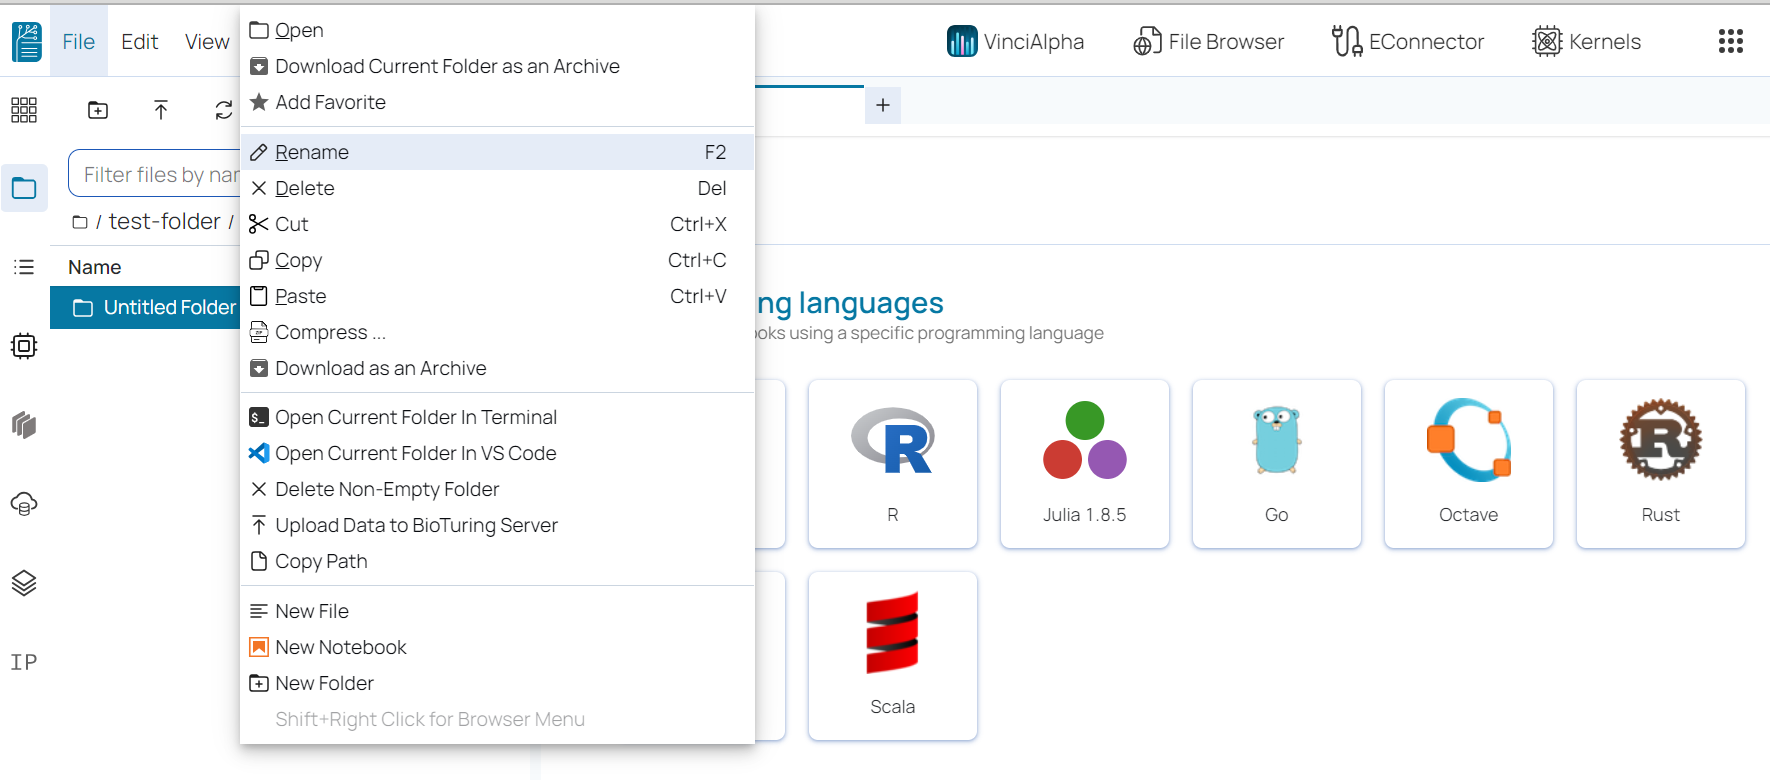 File Edit View
VinciAlpha File Browser EConnector Kernels
Filter files by
/ test-folder /
Name
Untitled Folder
IP
Open
Download Current Folder as an Archive
Add Favorite
Rename F2
Delete Del
Cut Ctrl+X
Copy Ctrl+C
Paste Ctrl+V
Compress ...
Download as an Archive
Open Current Folder In Terminal
Open Current Folder In VS Code
Delete Non-Empty Folder
Upload Data to BioTuring Server
Copy Path
New File
New Notebook
New Folder
Shift+Right Click for Browser Menu
+
languages
using a specific programming language
R
Julia 1.8.5
Go
Octave
Rust
Scala